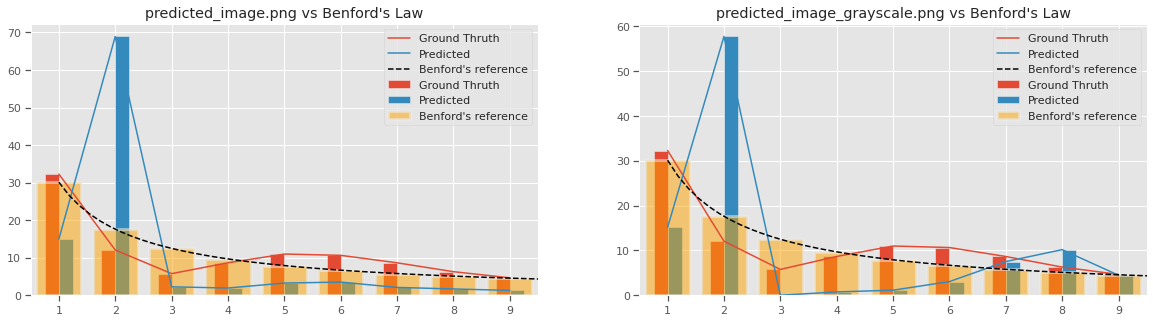 predicted_image.png vs Benford's Law
70
60
50
40
30
20
10
0
1 2 3 4 5 6 7 8 9
Ground Thruth
Predicted
Benford's reference
Ground Thruth
Predicted
Benford's reference
predicted_image_grayscale.png vs Benford's Law
60
50
40
30
20
10
0
1 2 3 4 5 6 7 8 9
Ground Thruth
Predicted
Benford's reference
Ground Thruth
Predicted
Benford's reference